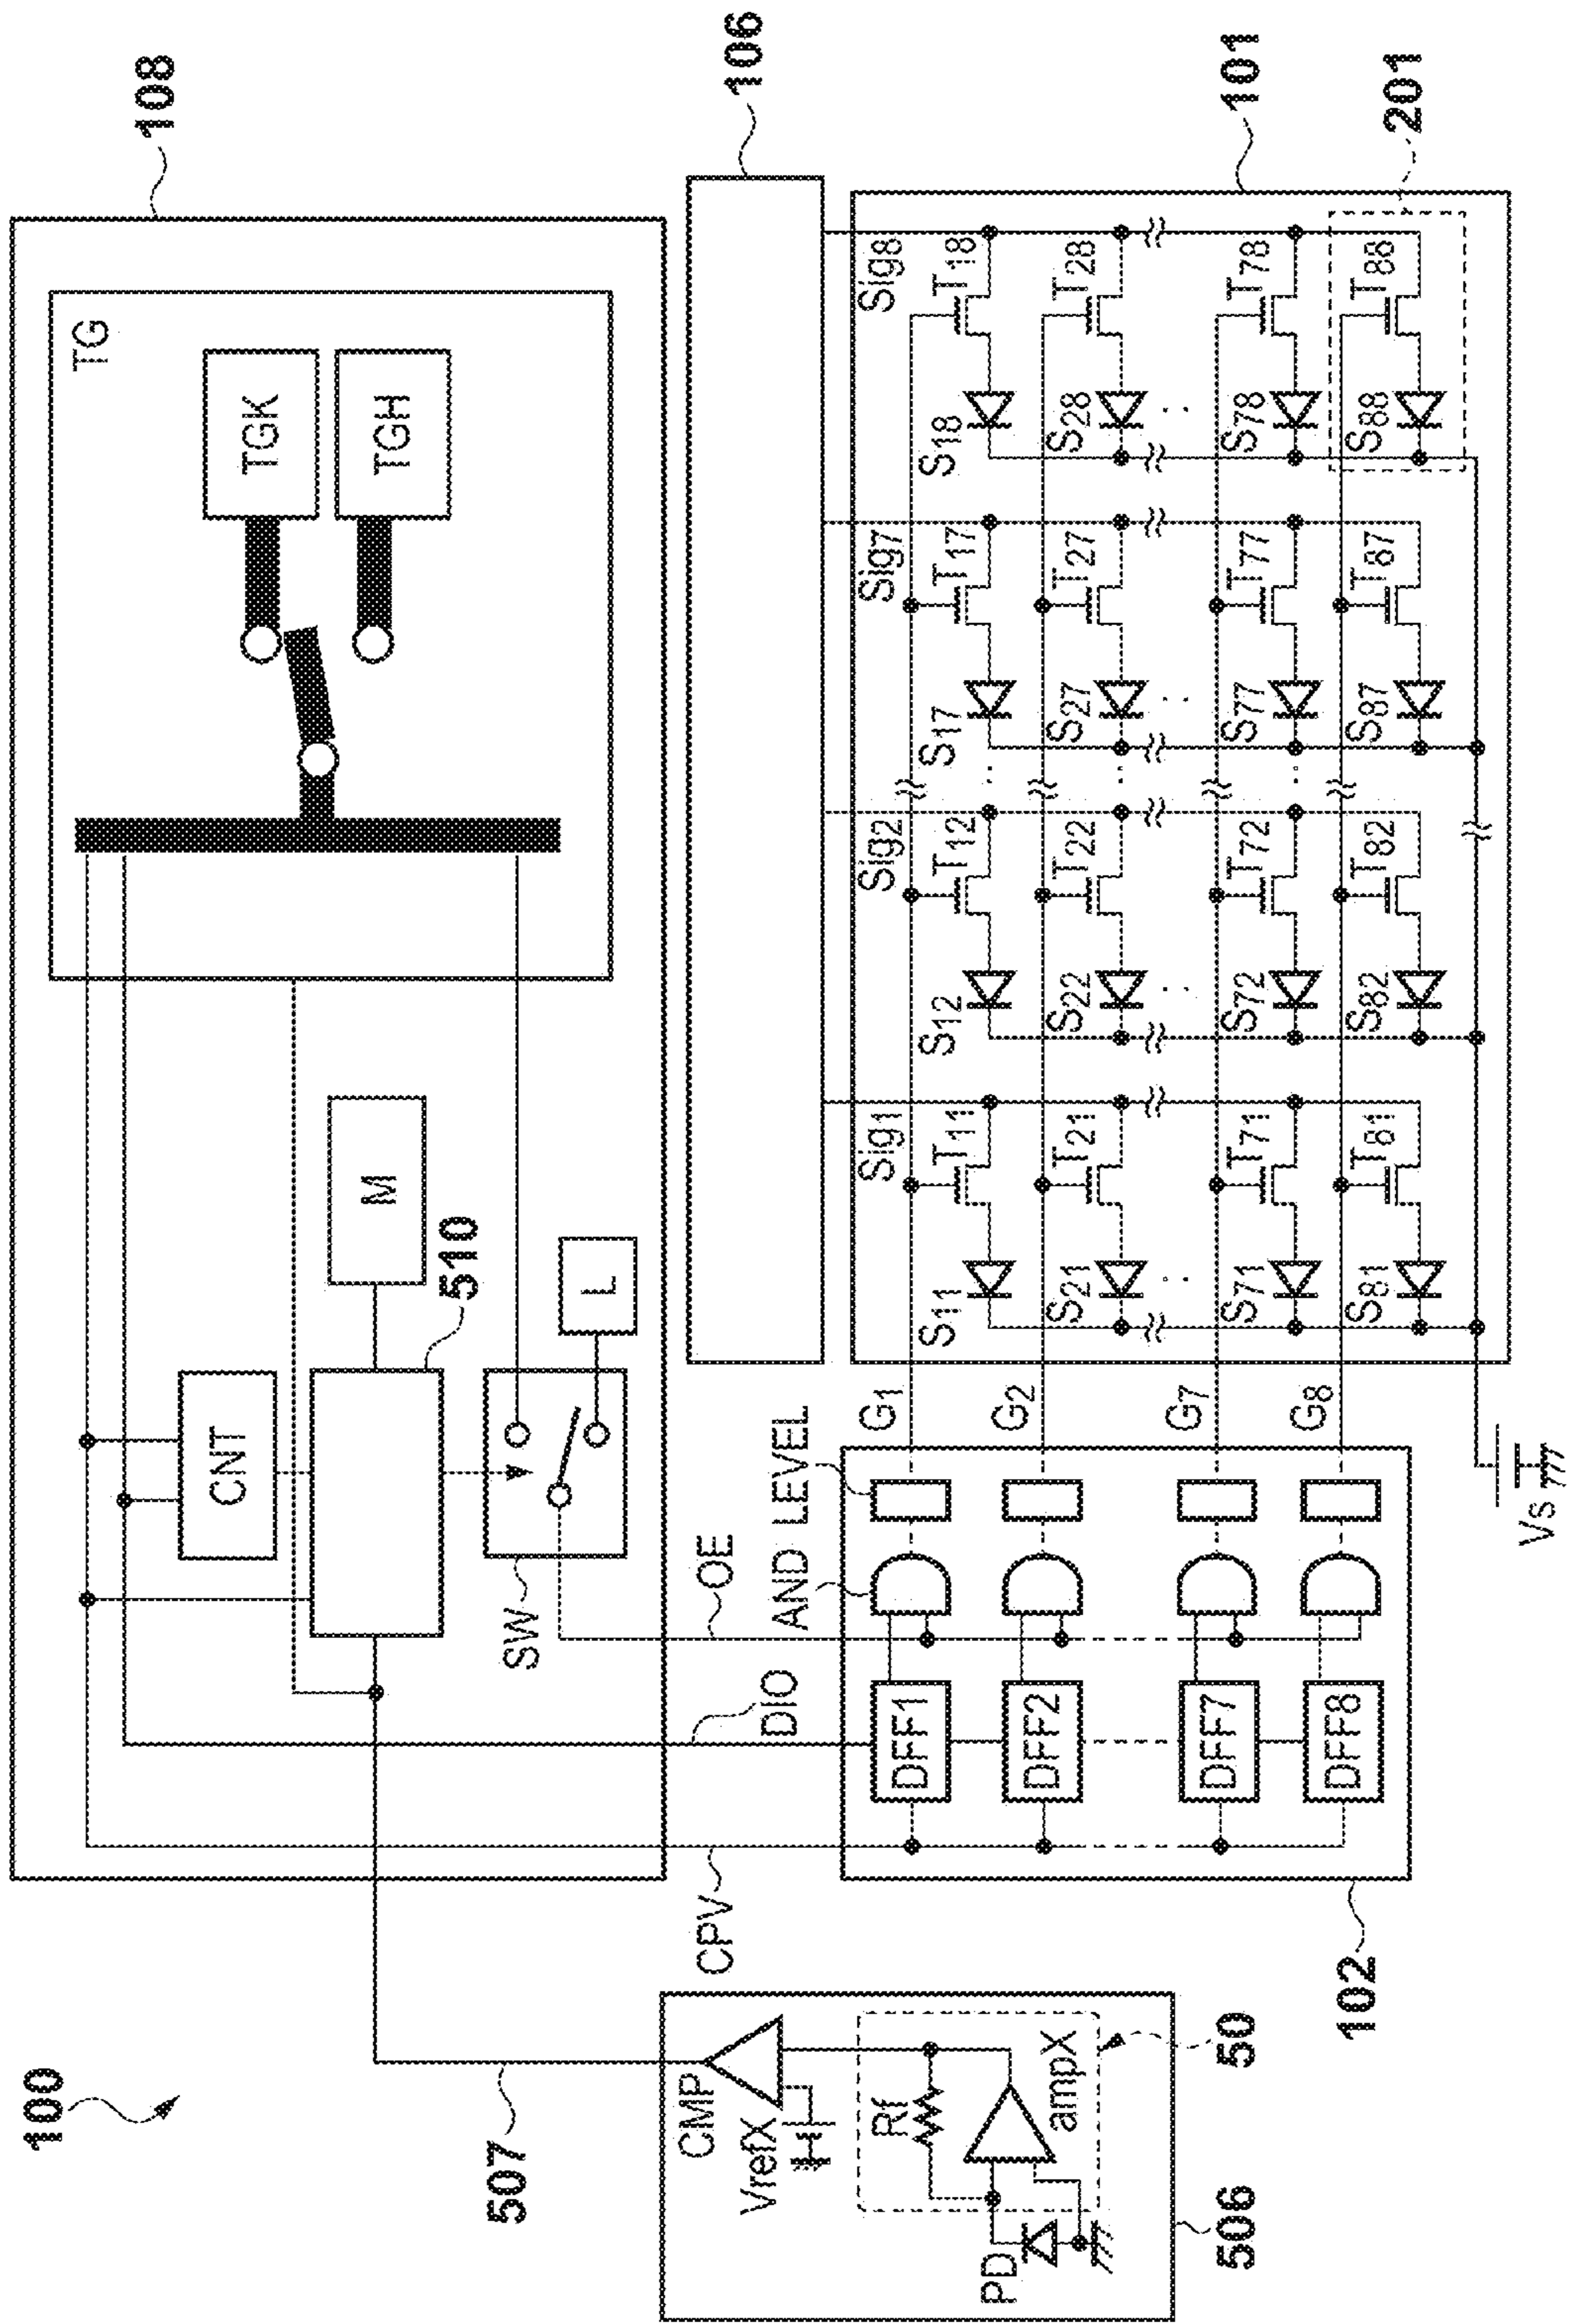 100
108
TG
TGK
TGH
CNT
M
510
SW
L
507
CMP
VrefX
Rf
ampX
PD
50
506
CPV
DIO
OE
AND LEVEL
DFF1
DFF2
DFF7
DFF8
102
G1
G2
G7
G8
106
101
201
Sig1
Sig2
Sig7
Sig8
S11
T11
S12
T12
S17
T17
S18
T18
S21
T21
S22
T22
S27
T27
S28
T28
S71
T71
S72
T72
S77
T77
S78
T78
S81
T81
S82
T82
S87
T87
S88
T88
Vs